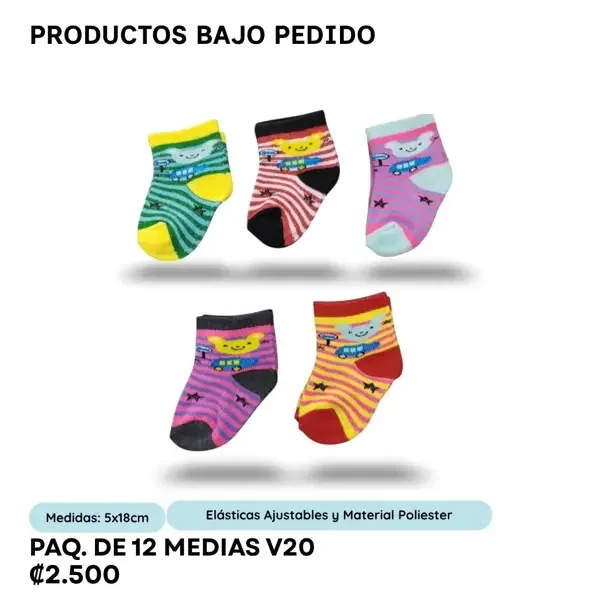 PRODUCTOS BAJO PEDIDO
Medidas: 5x18cm
Elásticas Ajustables y Material Poliester
PAQ. DE 12 MEDIAS V20
₡2.500